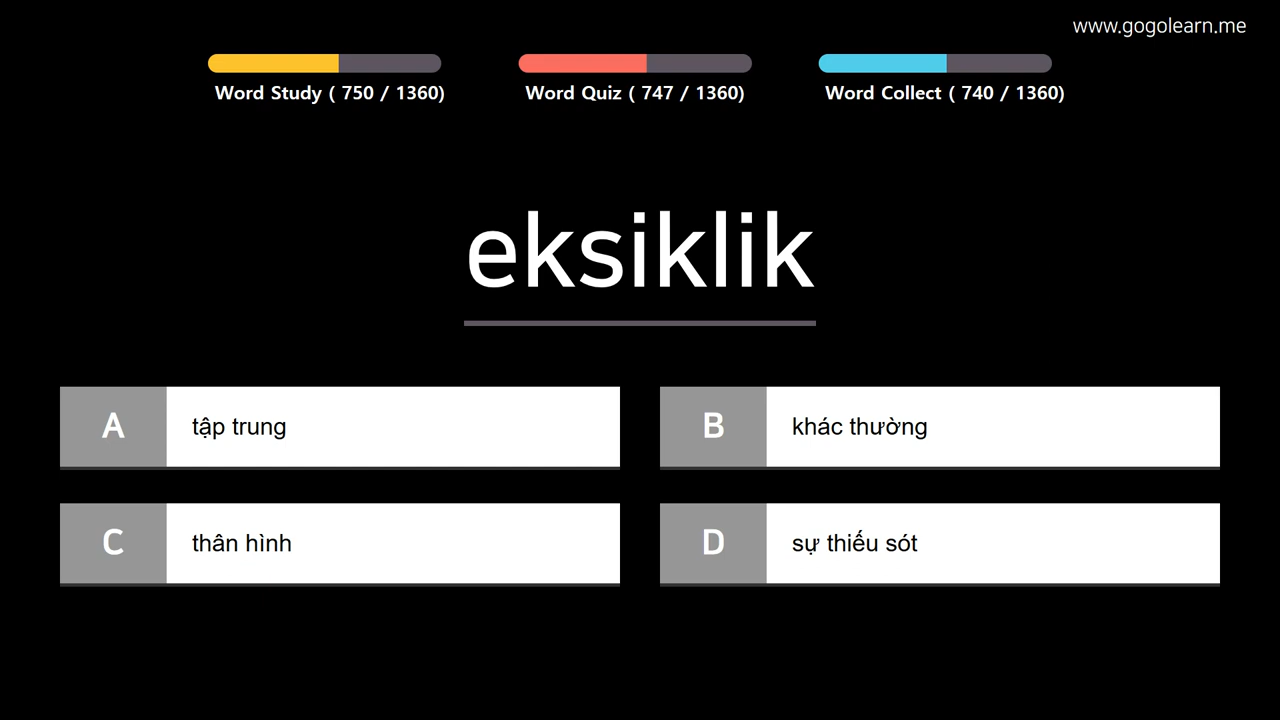 www.gogolearn.me
Word Study ( 750 / 1360)
Word Quiz ( 747 / 1360)
Word Collect ( 740 / 1360)
eksiklik
A tập trung
B khác thường
C thân hình
D sự thiếu sót